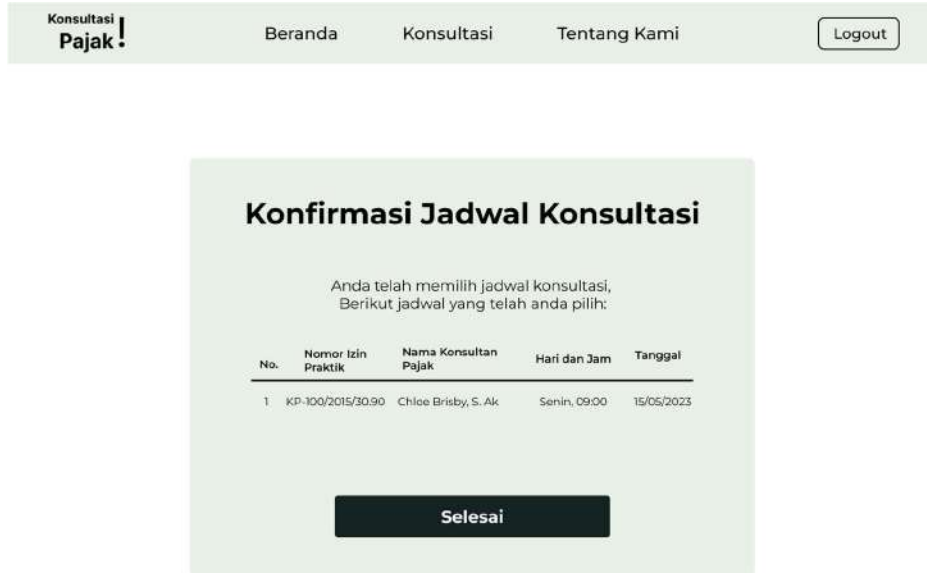 Konsultasi
Pajak!
Beranda Konsultasi Tentang Kami Logout
Konfirmasi Jadwal Konsultasi
Anda telah memilih jadwal konsultasi,
Berikut jadwal yang telah anda pilih:
No. Nomor Izin Praktik Nama Konsultan Pajak Hari dan Jam Tanggal
1 KP-100/2015/30.90 Chloe Brisby, S. Ak Senin, 09:00 15/05/2023
Selesai